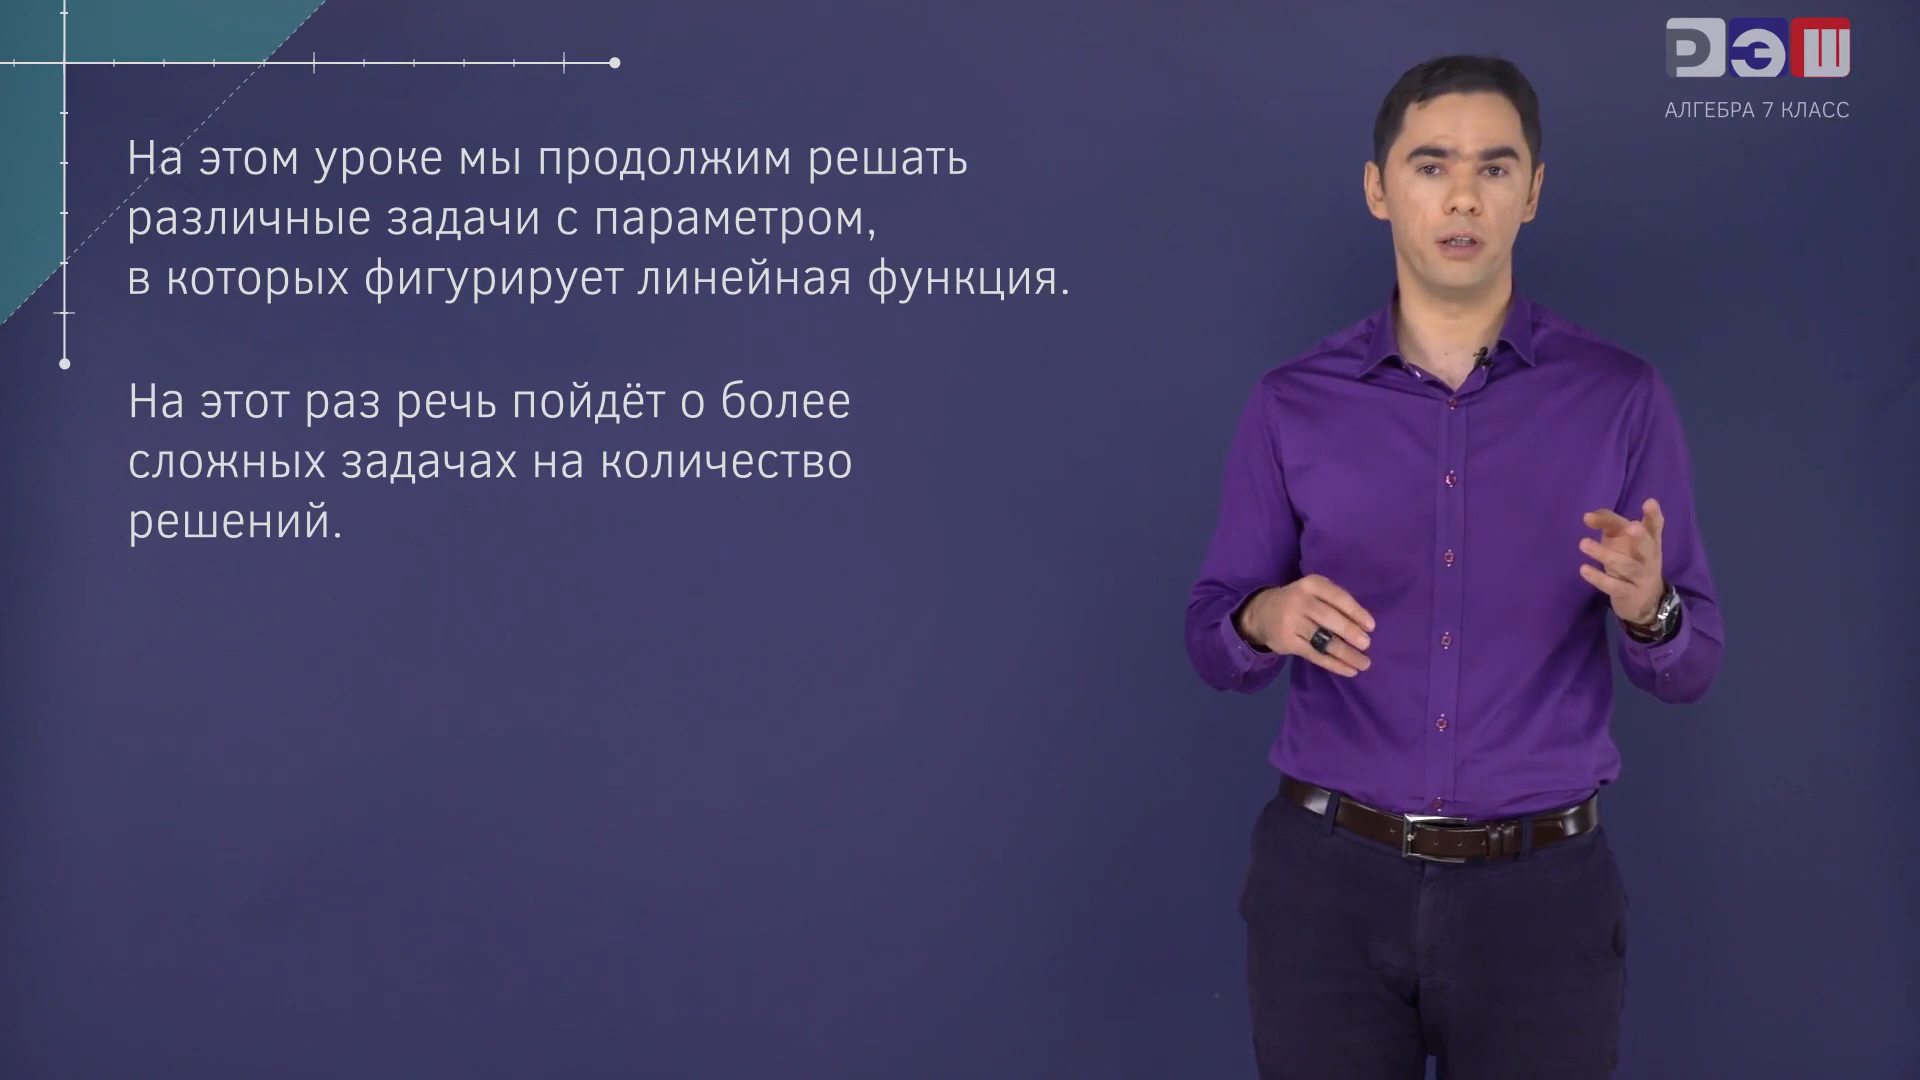 РЭШ
АЛГЕБРА 7 КЛАСС
На этом уроке мы продолжим решать
различные задачи с параметром,
в которых фигурирует линейная функция.
На этот раз речь пойдёт о более
сложных задачах на количество
решений.